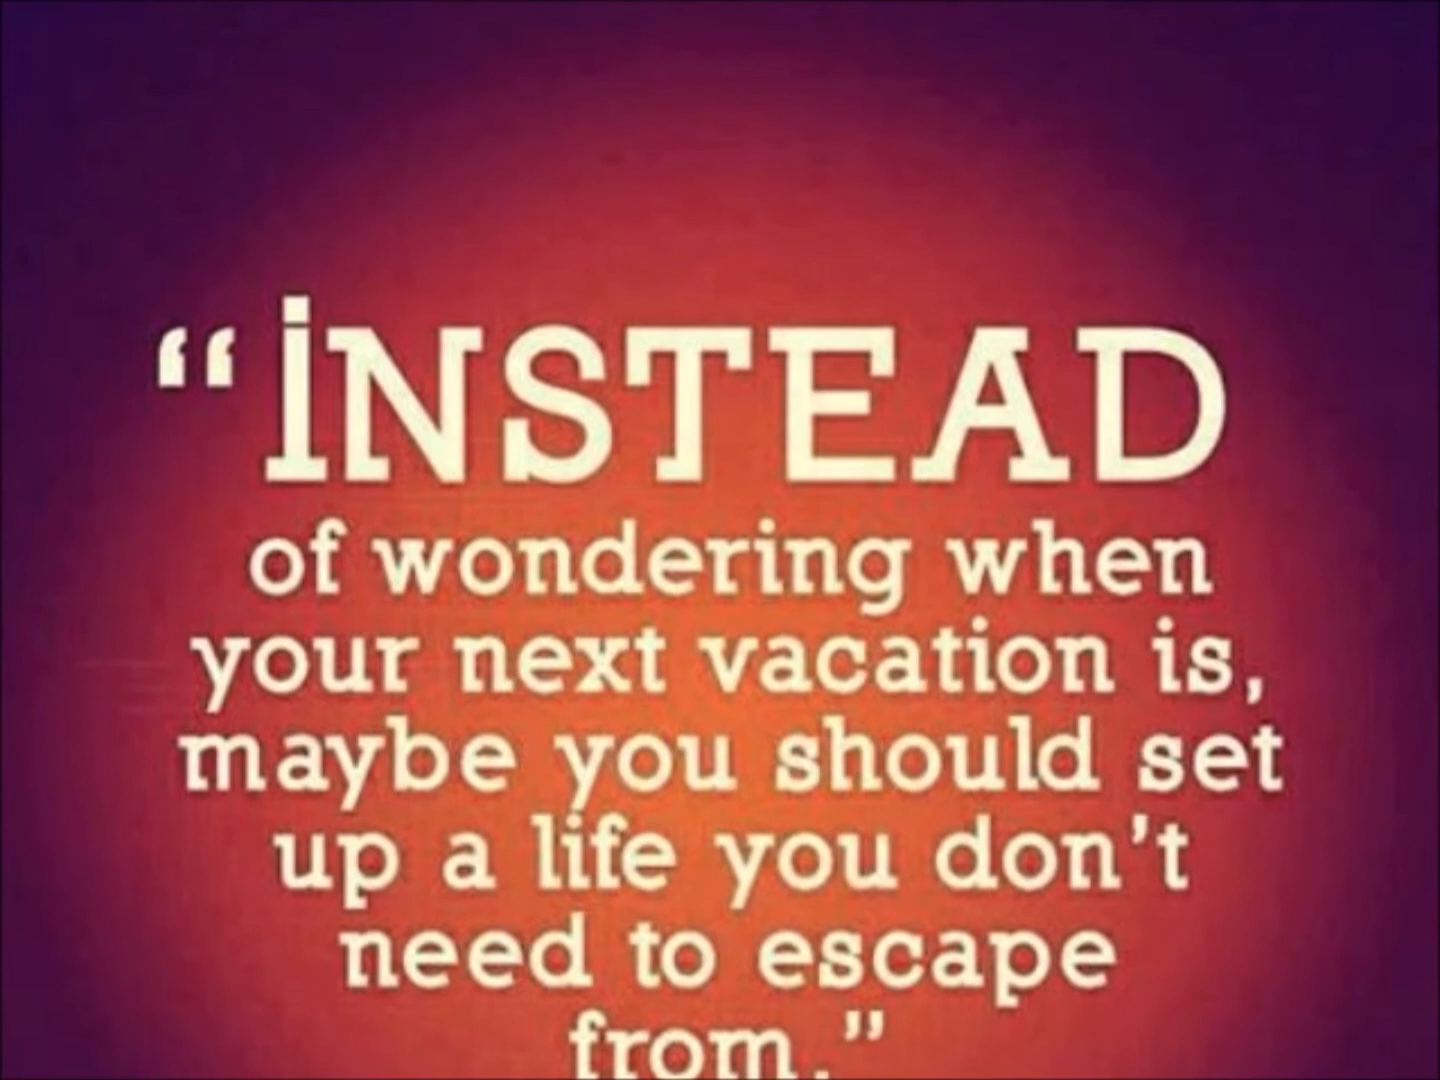 “İNSTEAD
of wondering when
your next vacation is,
maybe you should set
up a life you don’t
need to escape
from.”